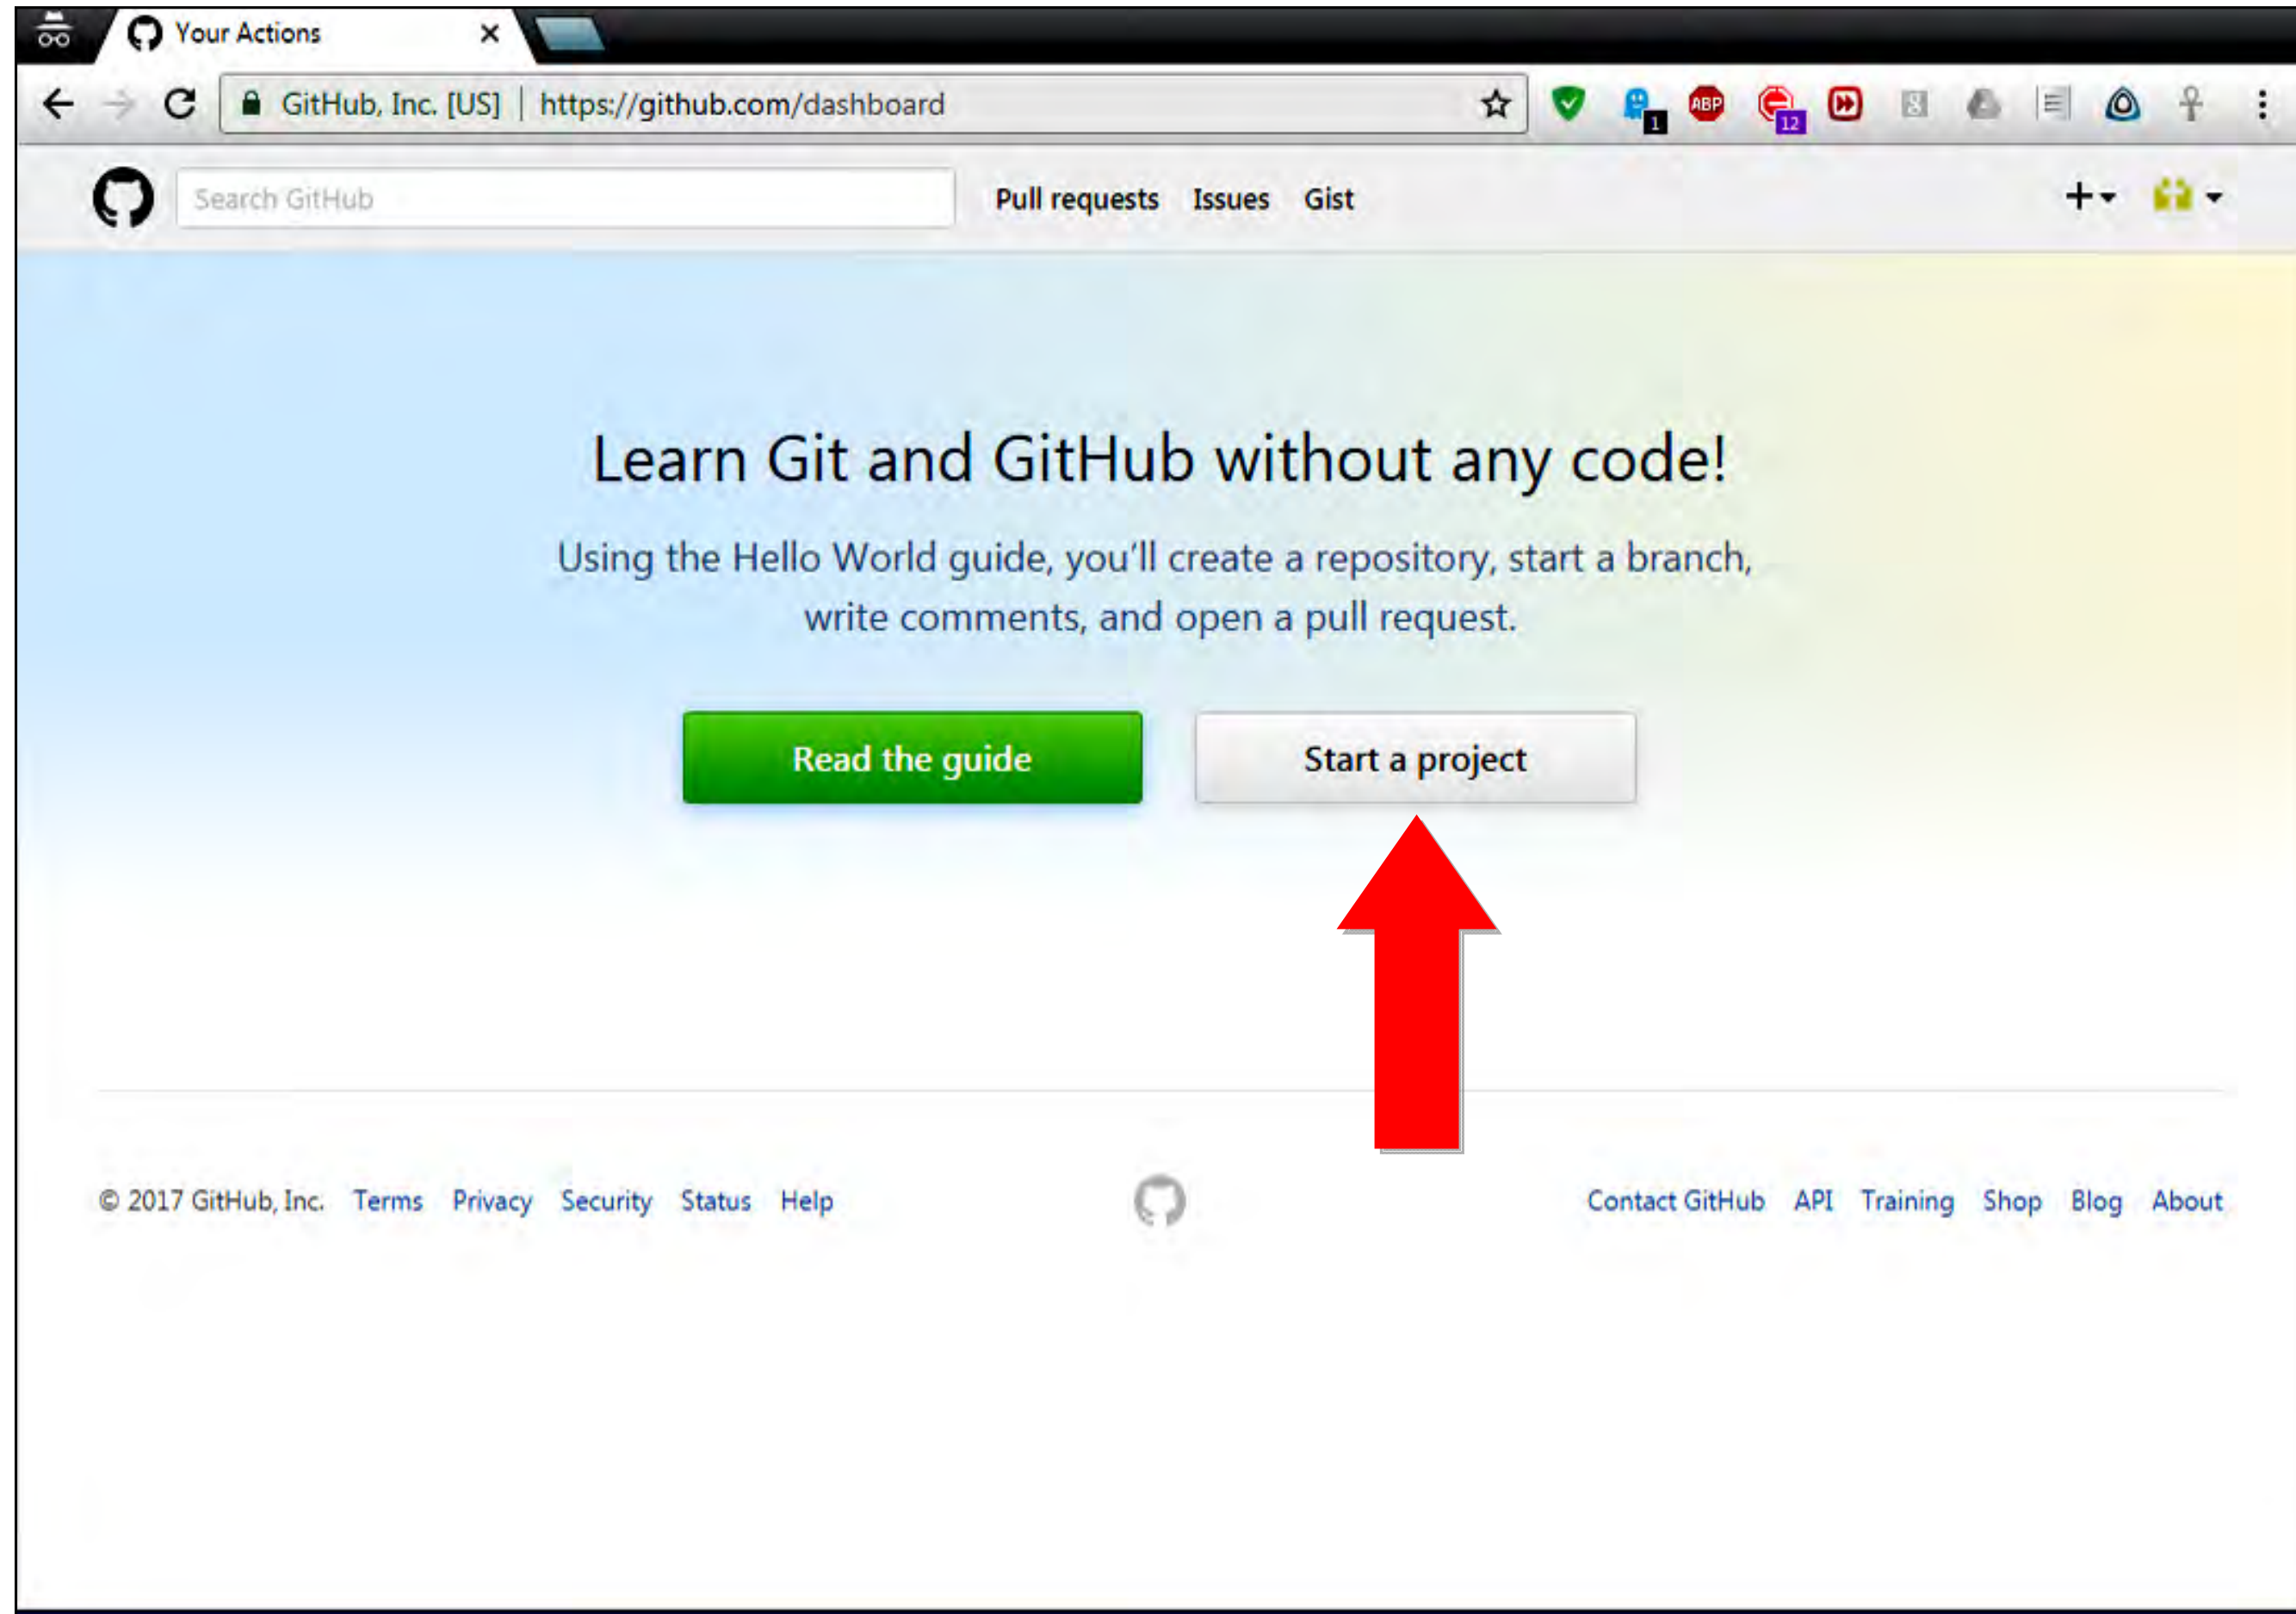 Your Actions
GitHub, Inc. [US] | https://github.com/dashboard
1
ABP
12
8
Search GitHub
Pull requests Issues Gist
Learn Git and GitHub without any code!
Using the Hello World guide, you'll create a repository, start a branch,
write comments, and open a pull request.
Read the guide
Start a project
© 2017 GitHub, Inc. Terms Privacy Security Status Help
Contact GitHub API Training Shop Blog About